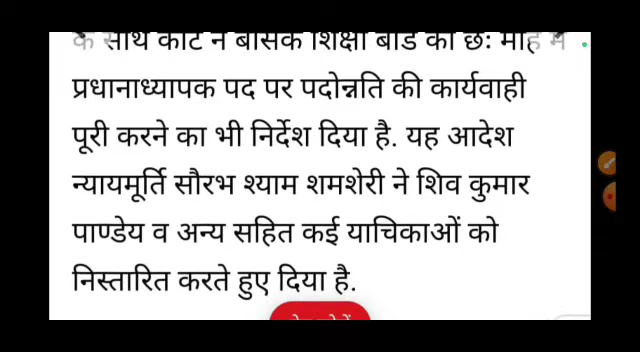 के साथ कोर्ट ने बेसिक शिक्षा बोर्ड को छः माह में
प्रधानाध्यापक पद पर पदोन्नति की कार्यवाही
पूरी करने का भी निर्देश दिया है. यह आदेश
न्यायमूर्ति सौरभ श्याम शमशेरी ने शिव कुमार
पाण्डेय व अन्य सहित कई याचिकाओं को
निस्तारित करते हुए दिया है.